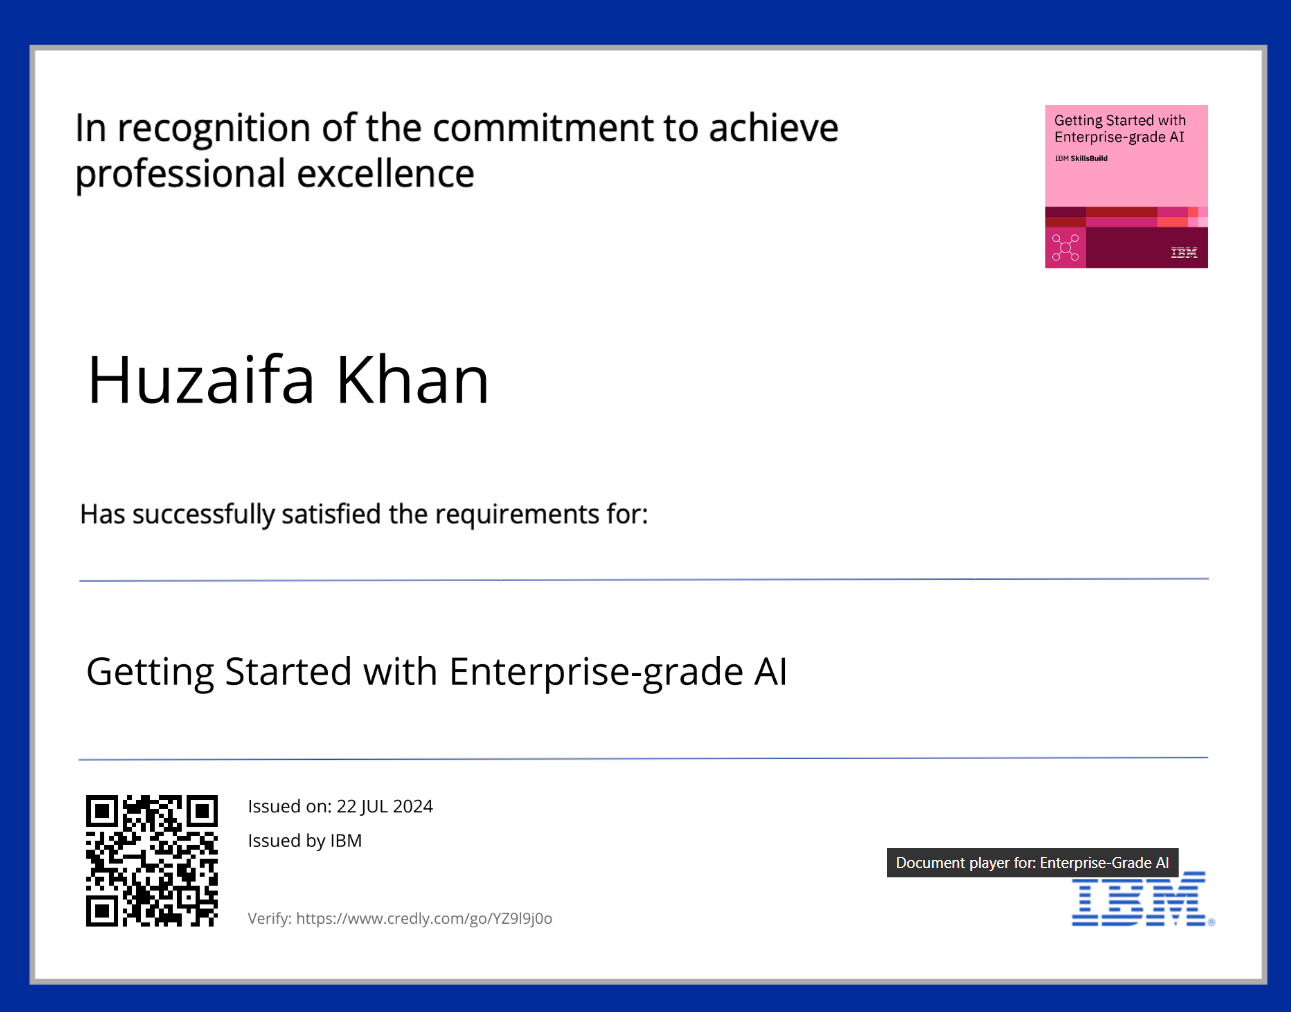 In recognition of the commitment to achieve
professional excellence
Getting Started with
Enterprise-grade AI
IBM SkillsBuild
IBM
Huzaifa Khan
Has successfully satisfied the requirements for:
Getting Started with Enterprise-grade AI
Issued on: 22 JUL 2024
Issued by IBM
Verify: https://www.credly.com/go/YZ9l9j0o
Document player for: Enterprise-Grade AI
IBM®